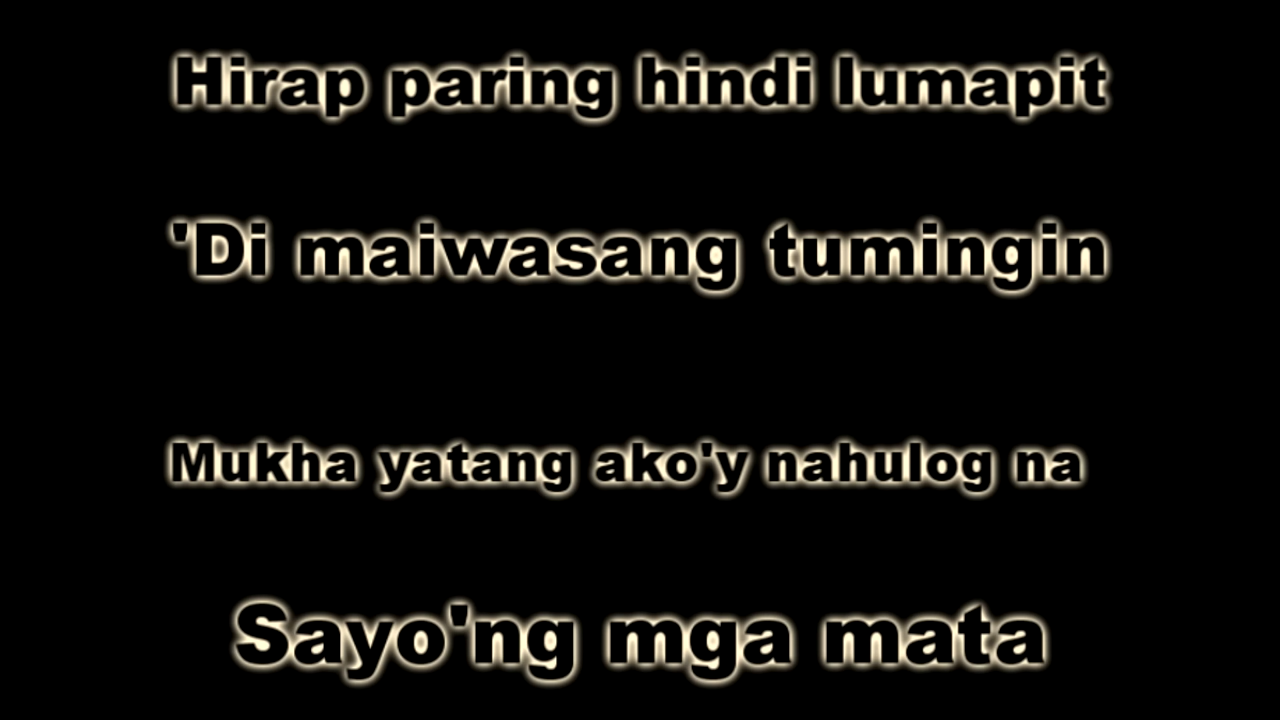 Hirap paring hindi lumapit
'Di maiwasang tumingin
Mukha yatang ako'y nahulog na
Sayo'ng mga mata